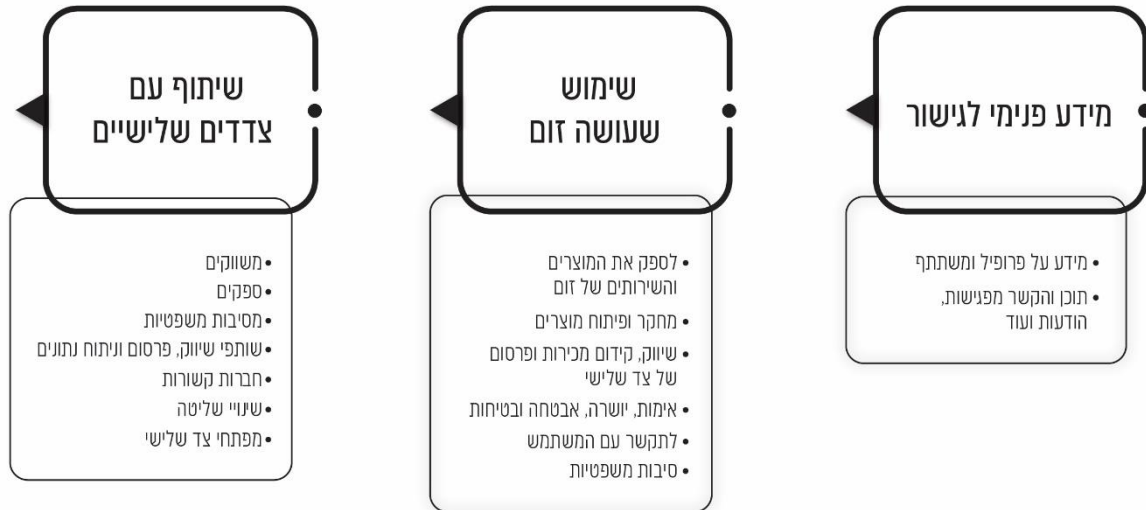 מידע פנימי לגישור
• מידע על פרופיל ומשתתף
• תוכן והקשר מפגישות,
הודעות ועוד
שימוש
שעושה זום
• לספק את המוצרים
והשירותים של זום
• מחקר ופיתוח מוצרים
• שיווק, קידום מכירות ופרסום
של צד שלישי
• אימות, יושרה, אבטחה ובטיחות
• לתקשר עם המשתמש
• סיבות משפטיות
שיתוף עם
צדדים שלישיים
• משווקים
• ספקים
• מסיבות משפטיות
• שותפי שיווק, פרסום וניתוח נתונים
• חברות קשורות
• שינויי שליטה
• מפתחי צד שלישי